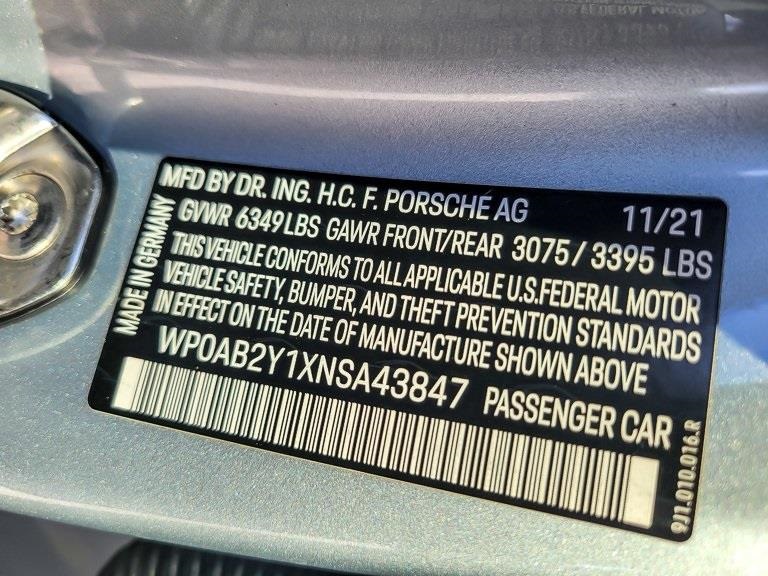 MFD BY DR. ING. H.C. F. PORSCHE AG 11/21
GVWR 6349LBS GAWR FRONT/REAR 3075/3395 LBS
THIS VEHICLE CONFORMS TO ALL APPLICABLE U.S.FEDERAL MOTOR
VEHICLE SAFETY, BUMPER, AND THEFT PREVENTION STANDARDS
IN EFFECT ON THE DATE OF MANUFACTURE SHOWN ABOVE
WP0AB2Y1XNSA43847 PASSENGER CAR
MADE IN GERMANY
9J1.010.016.R